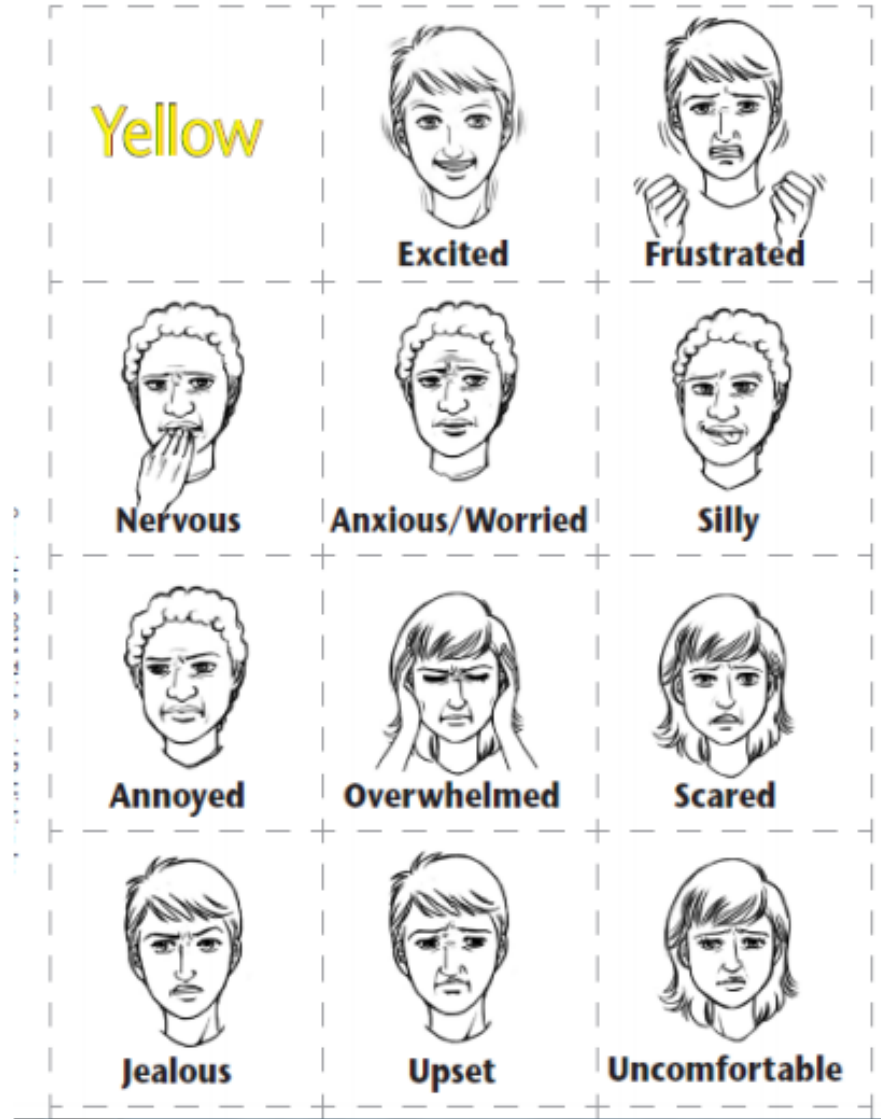 Yellow
Excited
Frustrated
Nervous
Anxious/Worried
Silly
Annoyed
Overwhelmed
Scared
Jealous
Upset
Uncomfortable